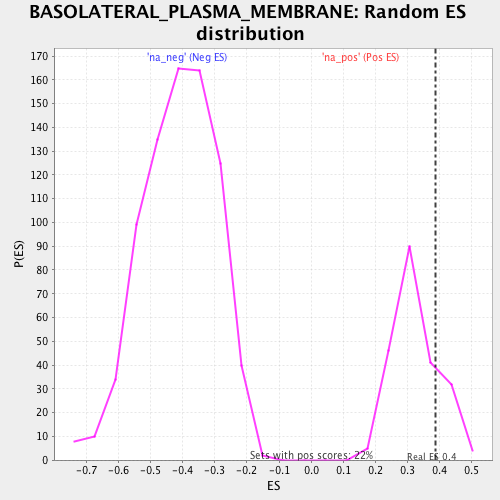 BASOLATERAL_PLASMA_MEMBRANE: Random ES
distribution
'na_neg' (Neg ES)
'na_pos' (Pos ES)
170
160
150
140
130
120
110
100
90
80
70
60
50
40
30
20
10
0
P(ES)
Sets with pos scores: 22%
Real ES 0.4
-0.7 -0.6 -0.5 -0.4 -0.3 -0.2 -0.1 0.0 0.1 0.2 0.3 0.4 0.5
ES